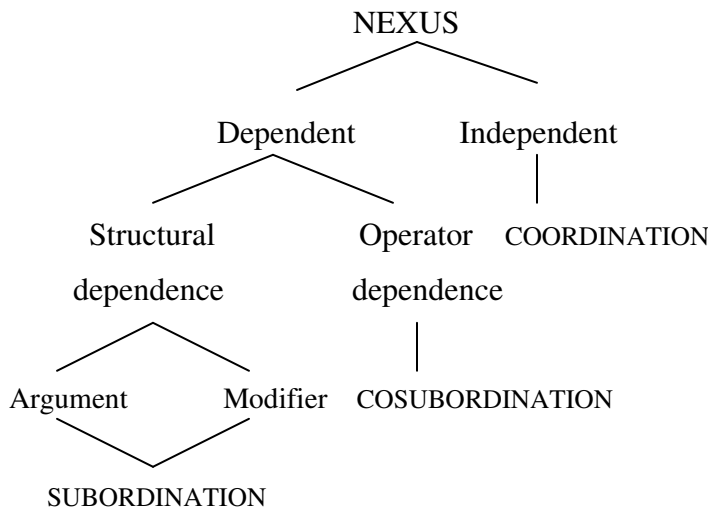 NEXUS
Dependent Independent
Structural Operator COORDINATION
dependence dependence
Argument Modifier COSUBORDINATION
SUBORDINATION